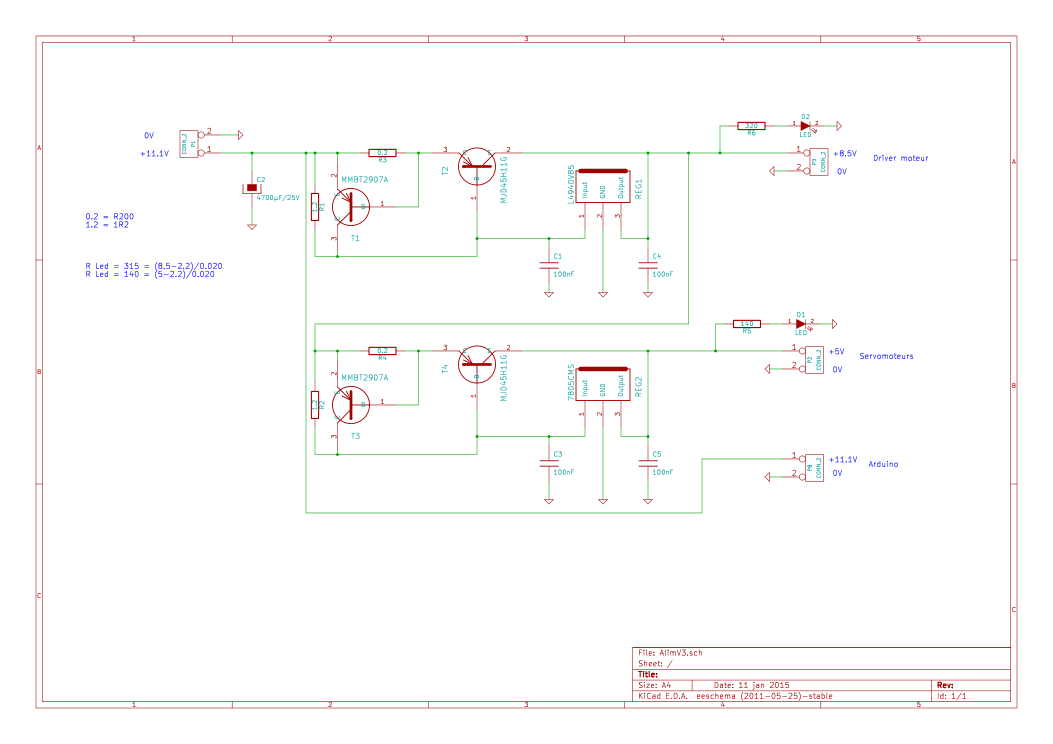 1
2
3
4
5
A
A
B
B
C
C
0V
+11.1V
CONN_2
P1
2
1
C2
4700µF/25V
0.2 = R200
1.2 = 1R2
R Led = 315 = (8.5-2.2)/0.020
R Led = 140 = (5-2.2)/0.020
1.2
R1
MMBT2907A
2
1
3
B
T1
0.2
R3
3
C
E
B
2
1
T2
MJD45H11G
L4940VB5
Input
GND
Output
REG1
1
2
3
C1
100nF
C4
100nF
320
R6
D2
1
2
LED
1
2
P3
CONN_2
+8.5V
0V
Driver moteur
1.2
R2
MMBT2907A
2
1
3
B
T3
0.2
R4
3
C
E
B
2
1
T4
MJD45H11G
7805CMS
Input
GND
Output
REG2
1
2
3
C3
100nF
C5
100nF
140
R5
D1
1
2
LED
1
2
P2
CONN_2
+5V
0V
Servomoteurs
1
2
CONN_2
+11.1V
0V
Arduino
File: AlimV3.sch
Sheet: /
Title:
Size: A4
Date: 11 jan 2015
Rev:
KiCad E.D.A. eeschema (2011-05-25)-stable
Id: 1/1
1
2
3
4
5